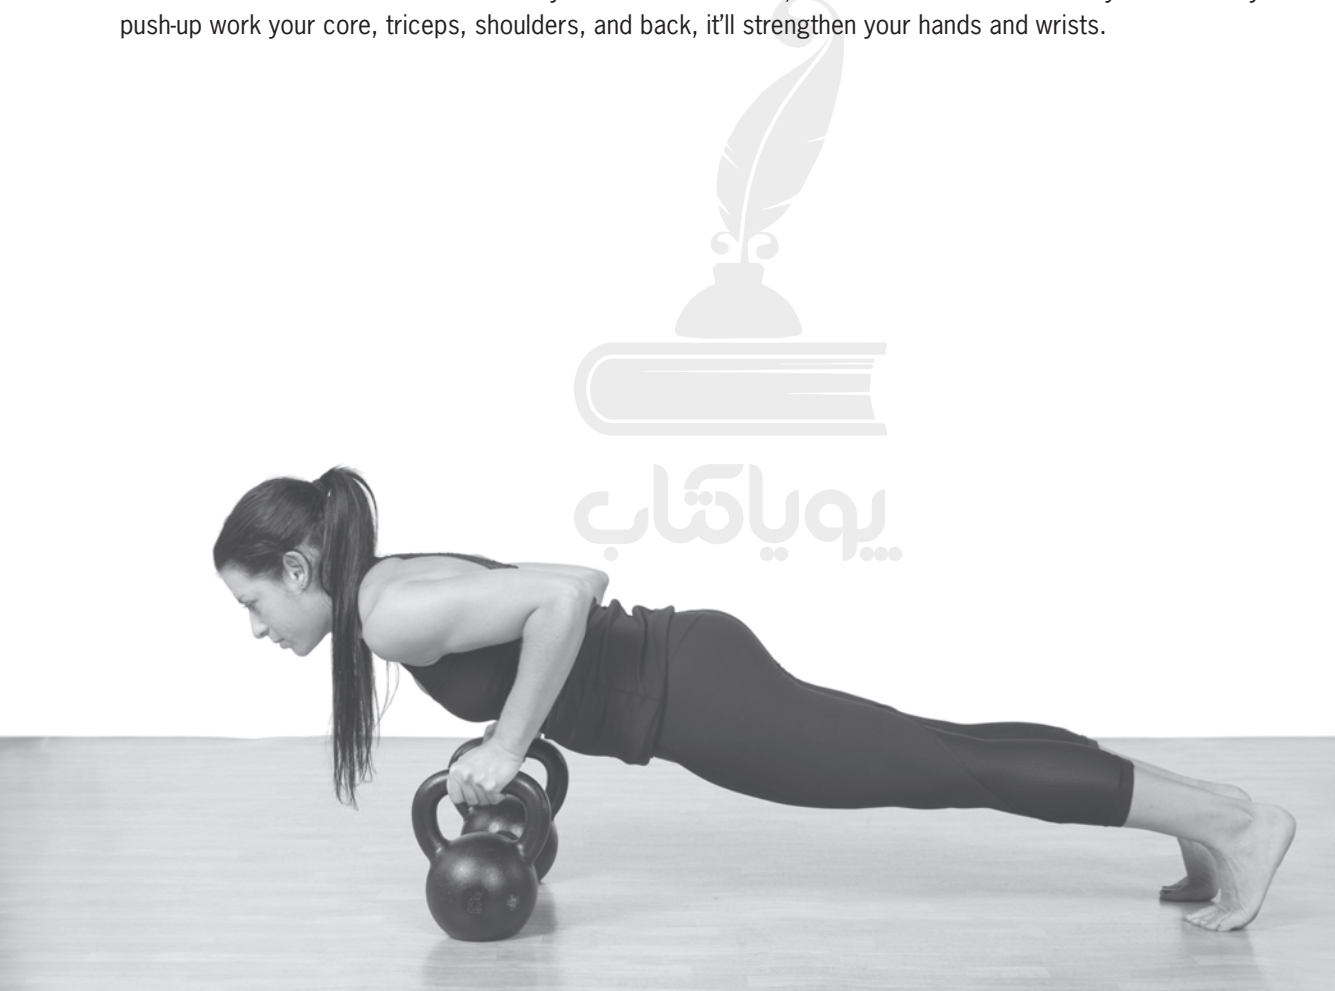 push-up work your core, triceps, shoulders, and back, it’ll strengthen your hands and wrists.
پویاکتاب